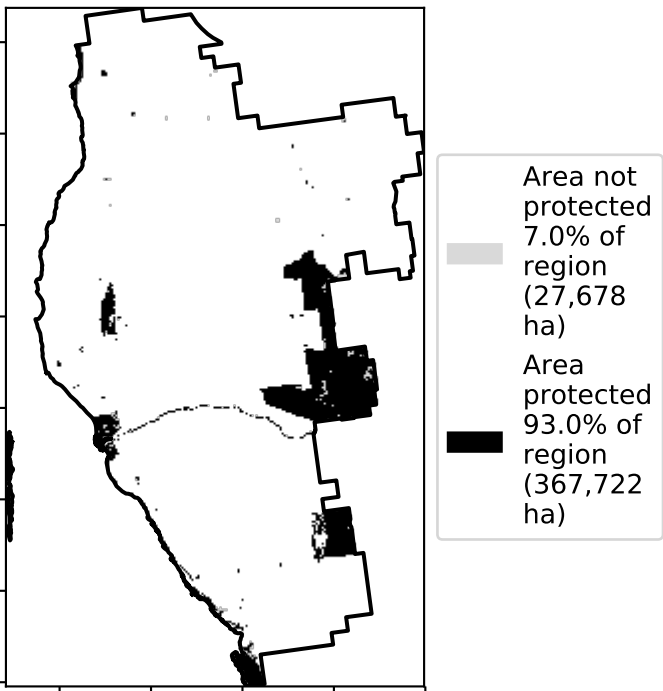 Area not
protected
7.0% of
region
(27,678
ha)
Area
protected
93.0% of
region
(367,722
ha)